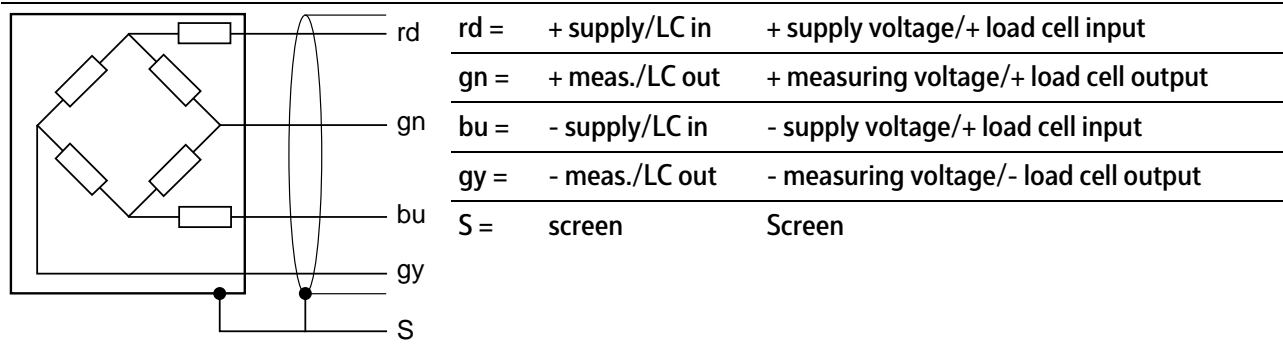 rd
gn
bu
gy
S
rd = + supply/LC in + supply voltage/+ load cell input
gn = + meas./LC out + measuring voltage/+ load cell output
bu = - supply/LC in - supply voltage/+ load cell input
gy = - meas./LC out - measuring voltage/- load cell output
S = screen Screen